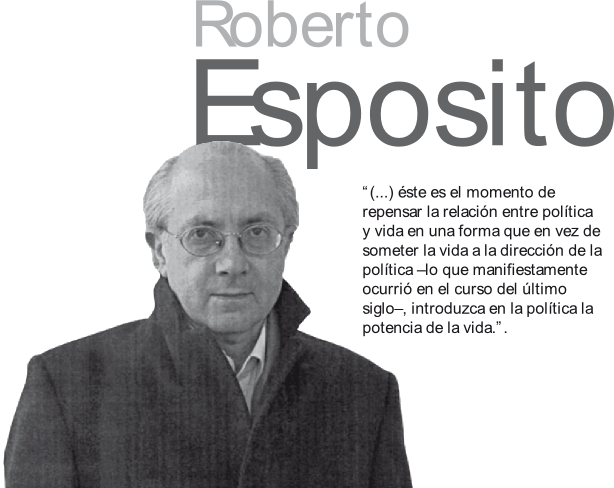 Roberto
Esposito
“(...) éste es el momento de
repensar la relación entre política
y vida en una forma que en vez de
someter la vida a la dirección de la
política –lo que manifiestamente
ocurrió en el curso del último
siglo–, introduzca en la política la
potencia de la vida.”.